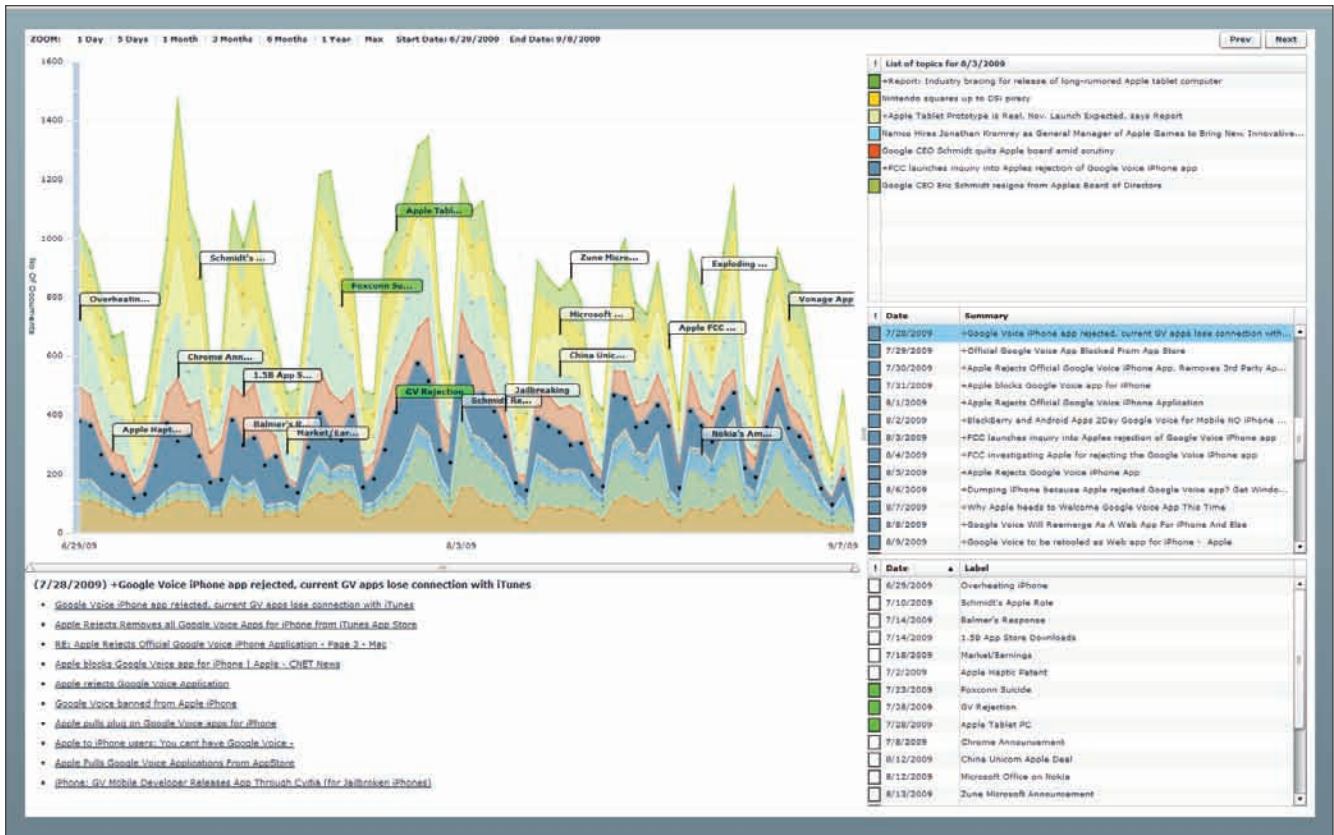 ZOOM: 1 Day 5 Days 1 Month 3 Months 6 Months 1 Year Max Start Date: 6/29/2009 End Date: 9/8/2009
Prev Next
1600
1400
1200
1000
800
600
400
200
0
No Of Documents
6/29/09 8/3/09 9/7/09
Apple Tabl...
Schmidt's ...
Zune Micro...
Exploding ...
Foxconn Su...
Overheatin...
Vonage App
Microsoft ...
Apple FCC ...
Chrome Ann...
China Unic...
1.5B App S...
GV Rejection
Jailbreaking
Schmidt Re...
Apple Hapt...
Balmer's R...
Market/Ear...
Nokia's Am...
! List of topics for 8/3/2009
+Report: Industry bracing for release of long-rumored Apple tablet computer
Nintendo squares up to DSi piracy
+Apple Tablet Prototype is Real, Nov. Launch Expected, says Report
Namco Hires Jonathan Kromrey as General Manager of Apple Games to Bring New, Innovative...
Google CEO Schmidt quits Apple board amid scrutiny
+FCC launches inquiry into Apples rejection of Google Voice iPhone app
Google CEO Eric Schmidt resigns from Apples Board of Directors
! Date Summary
7/28/2009 +Google Voice iPhone app rejected, current GV apps lose connection with...
7/29/2009 +Official Google Voice App Blocked From App Store
7/30/2009 +Apple Rejects Official Google Voice iPhone App, Removes 3rd Party Ap...
7/31/2009 +Apple blocks Google Voice app for iPhone
8/1/2009 +Apple Rejects Official Google Voice iPhone Application
8/2/2009 +BlackBerry and Android Apps 2Day Google Voice for Mobile NO iPhone ...
8/3/2009 +FCC launches inquiry into Apples rejection of Google Voice iPhone app
8/4/2009 +FCC investigating Apple for rejecting the Google Voice iPhone app
8/5/2009 +Apple Rejects Google Voice iPhone App
8/6/2009 +Dumping iPhone because Apple rejected Google Voice app? Get Windo...
8/7/2009 +Why Apple Needs to Welcome Google Voice App This Time
8/8/2009 +Google Voice Will Reemerge As A Web App For iPhone And Else
8/9/2009 +Google Voice to be retooled as Web app for iPhone - Apple
(7/28/2009) +Google Voice iPhone app rejected, current GV apps lose connection with iTunes
• Google Voice iPhone app rejected, current GV apps lose connection with iTunes
• Apple Rejects Removes all Google Voice Apps for iPhone from iTunes App Store
• RE: Apple Rejects Official Google Voice iPhone Application - Page 3 - Mac
• Apple blocks Google Voice app for iPhone | Apple - CNET News
• Apple rejects Google Voice Application
• Google Voice banned from Apple iPhone
• Apple pulls plug on Google Voice apps for iPhone
• Apple to iPhone users: You cant have Google Voice -
• Apple Pulls Google Voice Applications From AppStore
• iPhone: GV Mobile Developer Releases App Through Cydia (for Jailbroken iPhones)
! Date Label
6/29/2009 Overheating iPhone
7/10/2009 Schmidt's Apple Role
7/14/2009 Balmer's Response
7/14/2009 1.5B App Store Downloads
7/18/2009 Market/Earnings
7/2/2009 Apple Haptic Patent
7/23/2009 Foxconn Suicide
7/28/2009 GV Rejection
7/28/2009 Apple Tablet PC
7/8/2009 Chrome Announcement
8/12/2009 China Unicom Apple Deal
8/12/2009 Microsoft Office on Nokia
8/13/2009 Zune Microsoft Announcement